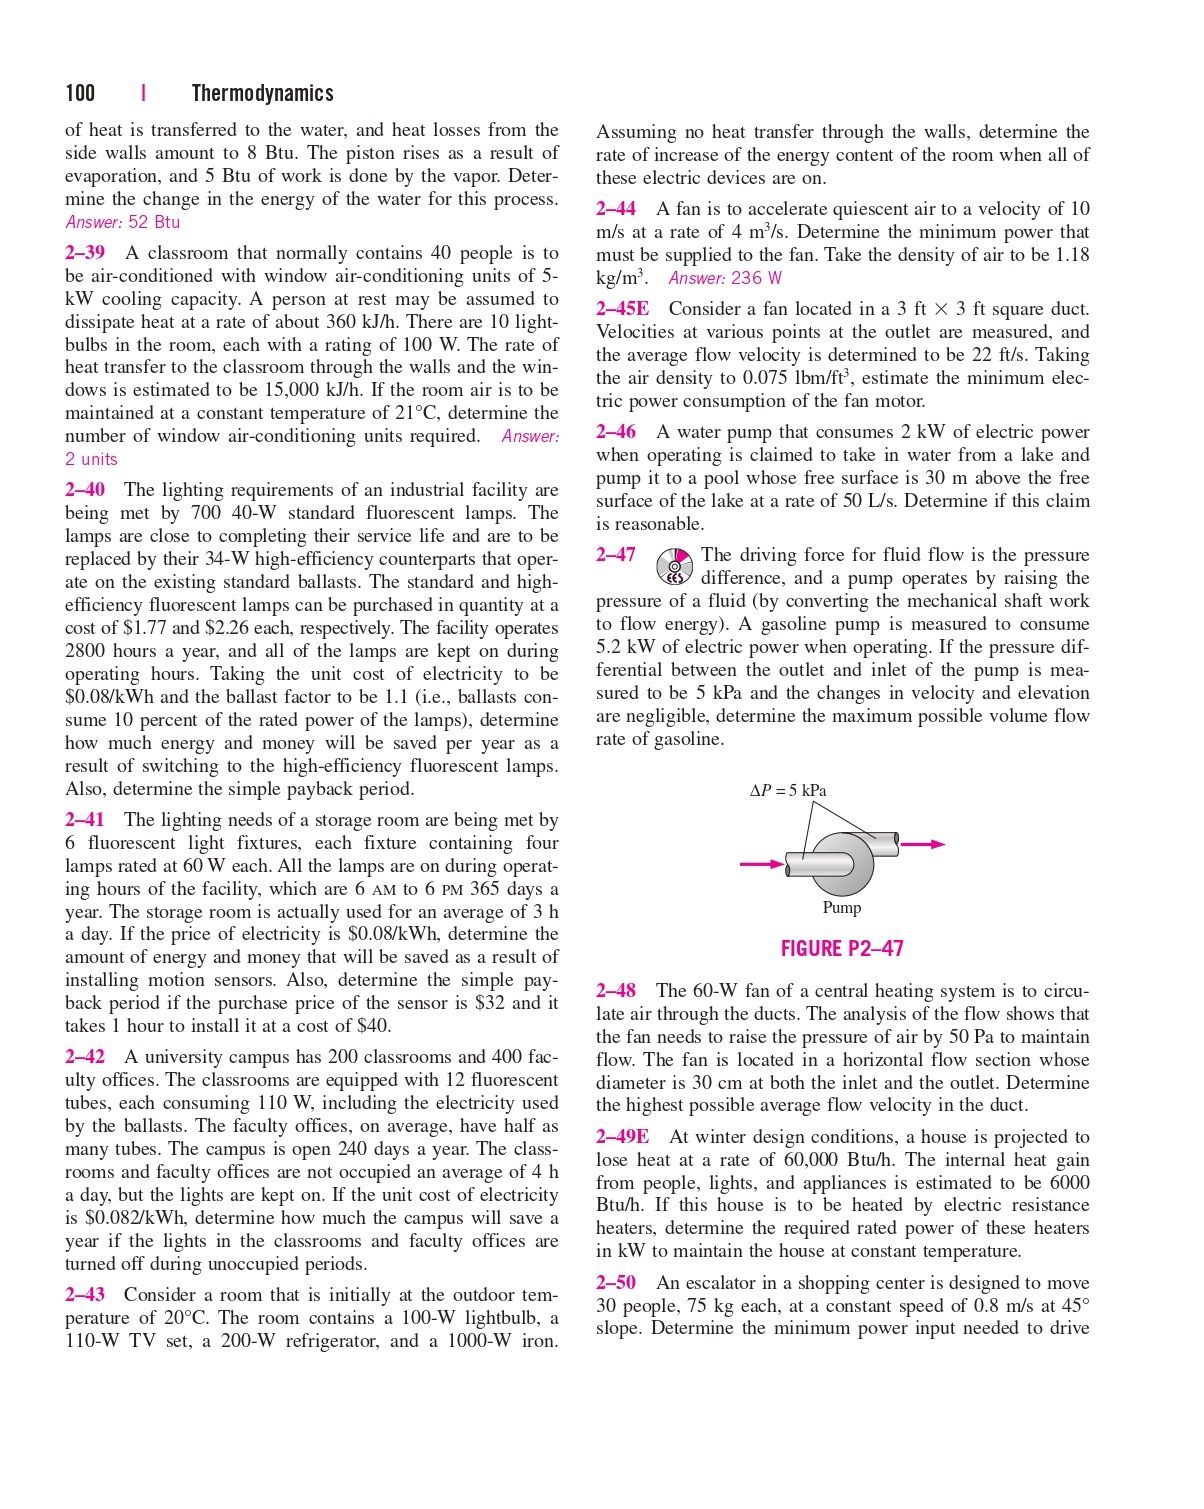 100 | Thermodynamics
of heat is transferred to the water, and heat losses from the
side walls amount to 8 Btu. The piston rises as a result of
evaporation, and 5 Btu of work is done by the vapor. Deter-
mine the change in the energy of the water for this process.
Answer: 52 Btu
2–39 A classroom that normally contains 40 people is to
be air-conditioned with window air-conditioning units of 5-
kW cooling capacity. A person at rest may be assumed to
dissipate heat at a rate of about 360 kJ/h. There are 10 light-
bulbs in the room, each with a rating of 100 W. The rate of
heat transfer to the classroom through the walls and the win-
dows is estimated to be 15,000 kJ/h. If the room air is to be
maintained at a constant temperature of 21°C, determine the
number of window air-conditioning units required. Answer:
2 units
2–40 The lighting requirements of an industrial facility are
being met by 700 40-W standard fluorescent lamps. The
lamps are close to completing their service life and are to be
replaced by their 34-W high-efficiency counterparts that oper-
ate on the existing standard ballasts. The standard and high-
efficiency fluorescent lamps can be purchased in quantity at a
cost of $1.77 and $2.26 each, respectively. The facility operates
2800 hours a year, and all of the lamps are kept on during
operating hours. Taking the unit cost of electricity to be
$0.08/kWh and the ballast factor to be 1.1 (i.e., ballasts con-
sume 10 percent of the rated power of the lamps), determine
how much energy and money will be saved per year as a
result of switching to the high-efficiency fluorescent lamps.
Also, determine the simple payback period.
2–41 The lighting needs of a storage room are being met by
6 fluorescent light fixtures, each fixture containing four
lamps rated at 60 W each. All the lamps are on during operat-
ing hours of the facility, which are 6 AM to 6 PM 365 days a
year. The storage room is actually used for an average of 3 h
a day. If the price of electricity is $0.08/kWh, determine the
amount of energy and money that will be saved as a result of
installing motion sensors. Also, determine the simple pay-
back period if the purchase price of the sensor is $32 and it
takes 1 hour to install it at a cost of $40.
2–42 A university campus has 200 classrooms and 400 fac-
ulty offices. The classrooms are equipped with 12 fluorescent
tubes, each consuming 110 W, including the electricity used
by the ballasts. The faculty offices, on average, have half as
many tubes. The campus is open 240 days a year. The class-
rooms and faculty offices are not occupied an average of 4 h
a day, but the lights are kept on. If the unit cost of electricity
is $0.082/kWh, determine how much the campus will save a
year if the lights in the classrooms and faculty offices are
turned off during unoccupied periods.
2–43 Consider a room that is initially at the outdoor tem-
perature of 20°C. The room contains a 100-W lightbulb, a
110-W TV set, a 200-W refrigerator, and a 1000-W iron.
Assuming no heat transfer through the walls, determine the
rate of increase of the energy content of the room when all of
these electric devices are on.
2–44 A fan is to accelerate quiescent air to a velocity of 10
m/s at a rate of 4 m³/s. Determine the minimum power that
must be supplied to the fan. Take the density of air to be 1.18
kg/m³. Answer: 236 W
2–45E Consider a fan located in a 3 ft × 3 ft square duct.
Velocities at various points at the outlet are measured, and
the average flow velocity is determined to be 22 ft/s. Taking
the air density to 0.075 lbm/ft³, estimate the minimum elec-
tric power consumption of the fan motor.
2–46 A water pump that consumes 2 kW of electric power
when operating is claimed to take in water from a lake and
pump it to a pool whose free surface is 30 m above the free
surface of the lake at a rate of 50 L/s. Determine if this claim
is reasonable.
2–47 EES The driving force for fluid flow is the pressure
difference, and a pump operates by raising the
pressure of a fluid (by converting the mechanical shaft work
to flow energy). A gasoline pump is measured to consume
5.2 kW of electric power when operating. If the pressure dif-
ferential between the outlet and inlet of the pump is mea-
sured to be 5 kPa and the changes in velocity and elevation
are negligible, determine the maximum possible volume flow
rate of gasoline.
ΔP = 5 kPa
Pump
FIGURE P2–47
2–48 The 60-W fan of a central heating system is to circu-
late air through the ducts. The analysis of the flow shows that
the fan needs to raise the pressure of air by 50 Pa to maintain
flow. The fan is located in a horizontal flow section whose
diameter is 30 cm at both the inlet and the outlet. Determine
the highest possible average flow velocity in the duct.
2–49E At winter design conditions, a house is projected to
lose heat at a rate of 60,000 Btu/h. The internal heat gain
from people, lights, and appliances is estimated to be 6000
Btu/h. If this house is to be heated by electric resistance
heaters, determine the required rated power of these heaters
in kW to maintain the house at constant temperature.
2–50 An escalator in a shopping center is designed to move
30 people, 75 kg each, at a constant speed of 0.8 m/s at 45°
slope. Determine the minimum power input needed to drive